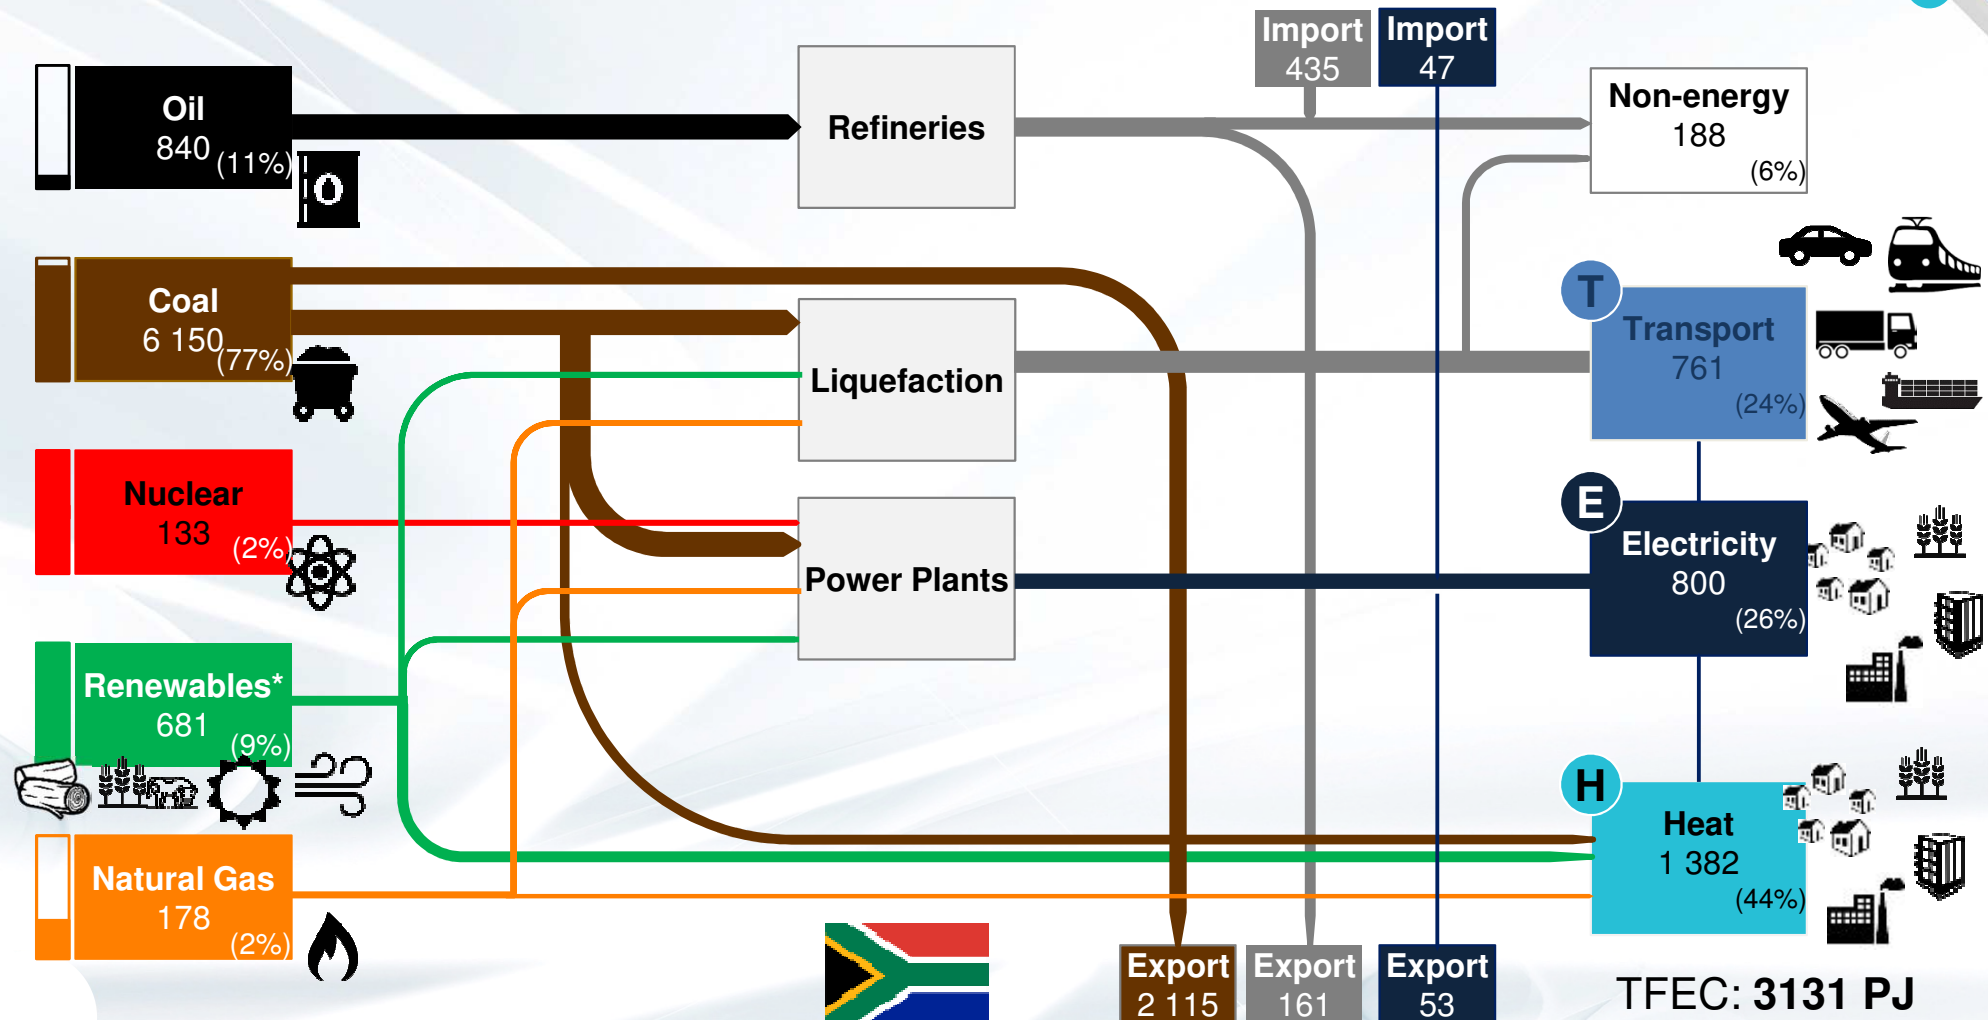 Import
435
Import
47
Oil
840
(11%)
Refineries
Non-energy
188
(6%)
Coal
6 150
(77%)
Liquefaction
T
Transport
761
(24%)
Nuclear
133
(2%)
Power Plants
E
Electricity
800
(26%)
Renewables*
681
(9%)
H
Heat
1 382
(44%)
Natural Gas
178
(2%)
Export
2 115
Export
161
Export
53
TFEC: 3131 PJ